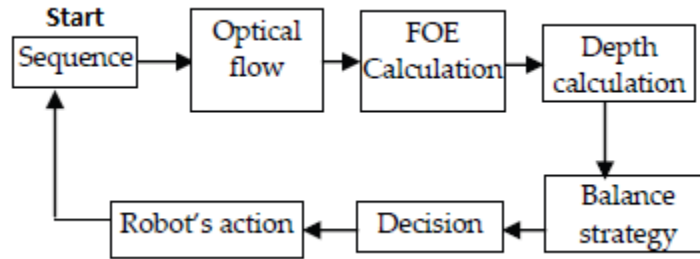 Start
Sequence
Optical
flow
FOE
Calculation
Depth
calculation
Balance
strategy
Decision
Robot's action